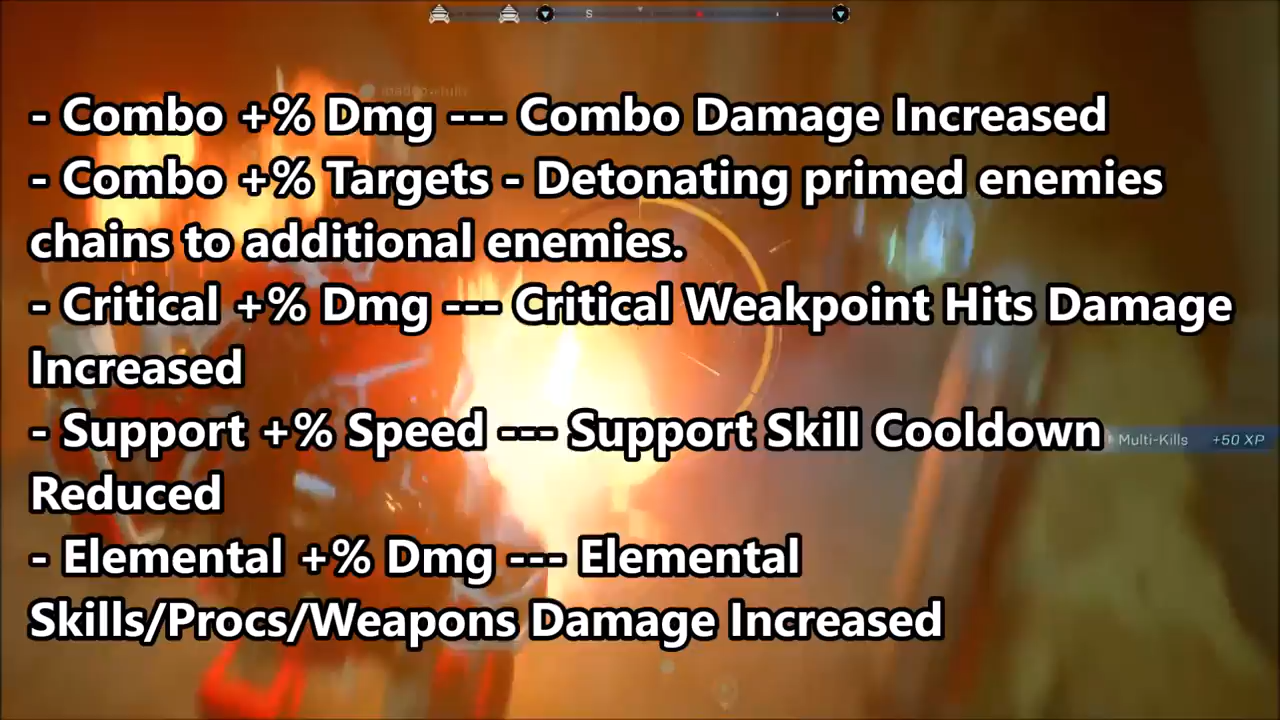 S
- Combo +% Dmg --- Combo Damage Increased
- Combo +% Targets - Detonating primed enemies
chains to additional enemies.
- Critical +% Dmg --- Critical Weakpoint Hits Damage
Increased
- Support +% Speed --- Support Skill Cooldown
Multi-Kills +50 XP
Reduced
- Elemental +% Dmg --- Elemental
Skills/Procs/Weapons Damage Increased